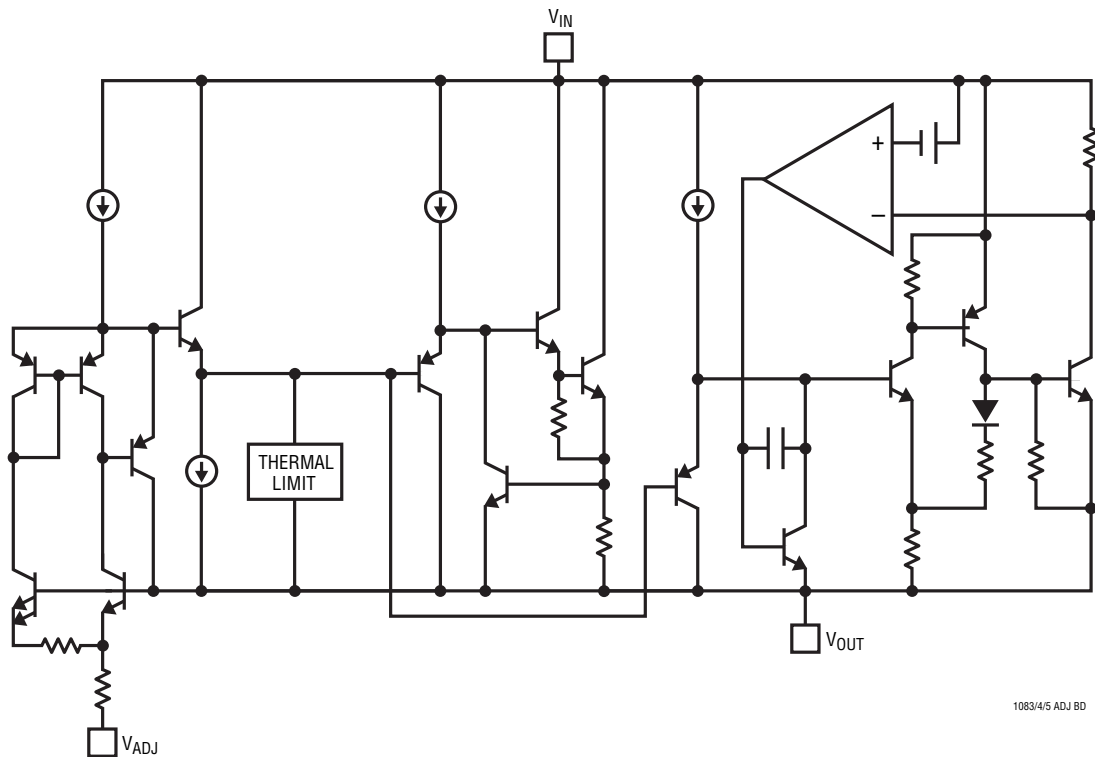 VIN
+
–
THERMAL
LIMIT
VOUT
1083/4/5 ADJ BD
VADJ